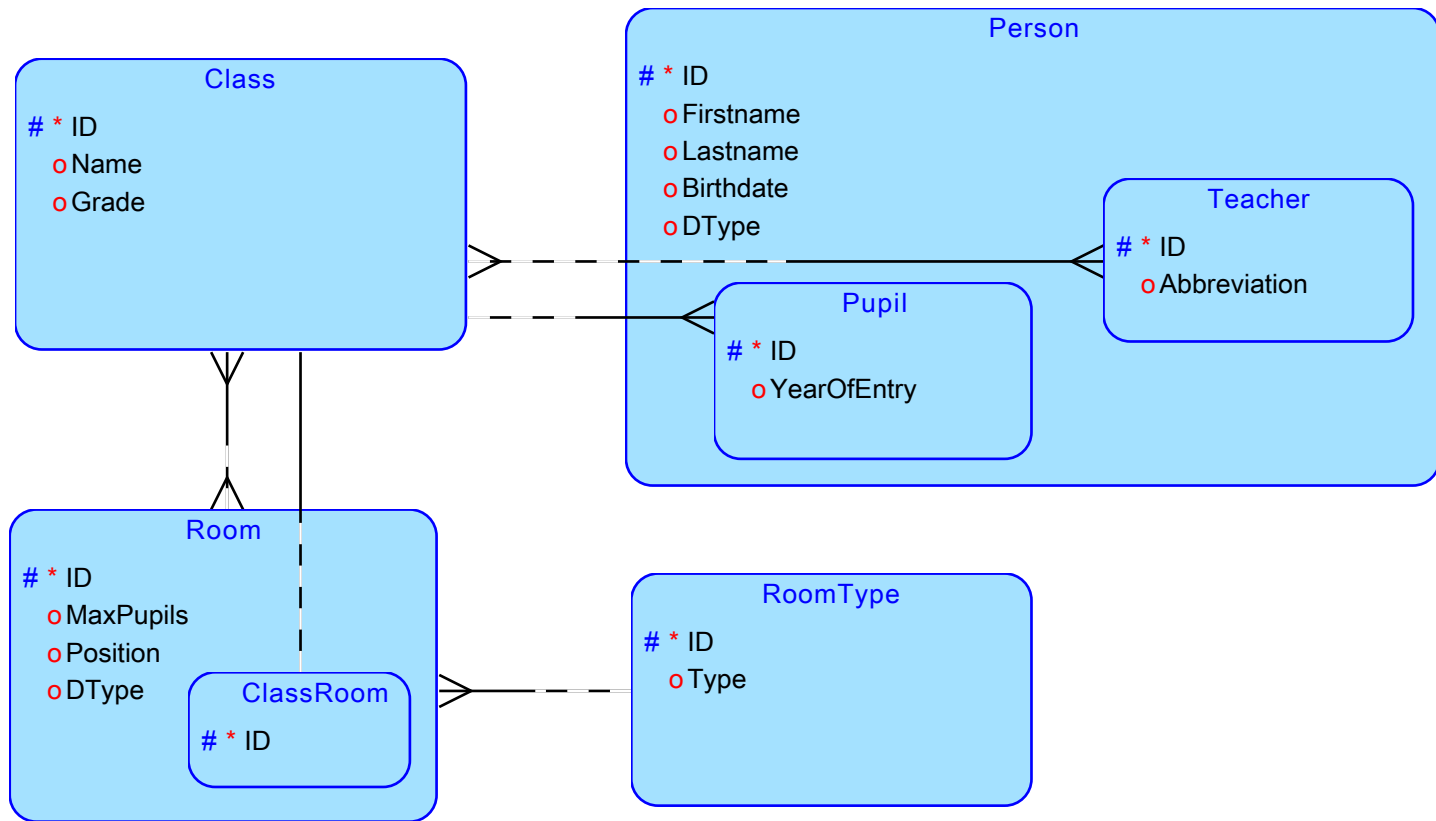 Class
# * ID
o Name
o Grade
Person
# * ID
o Firstname
o Lastname
o Birthdate
o DType
Teacher
# * ID
o Abbreviation
Pupil
# * ID
o YearOfEntry
Room
# * ID
o MaxPupils
o Position
o DType
ClassRoom
# * ID
RoomType
# * ID
o Type